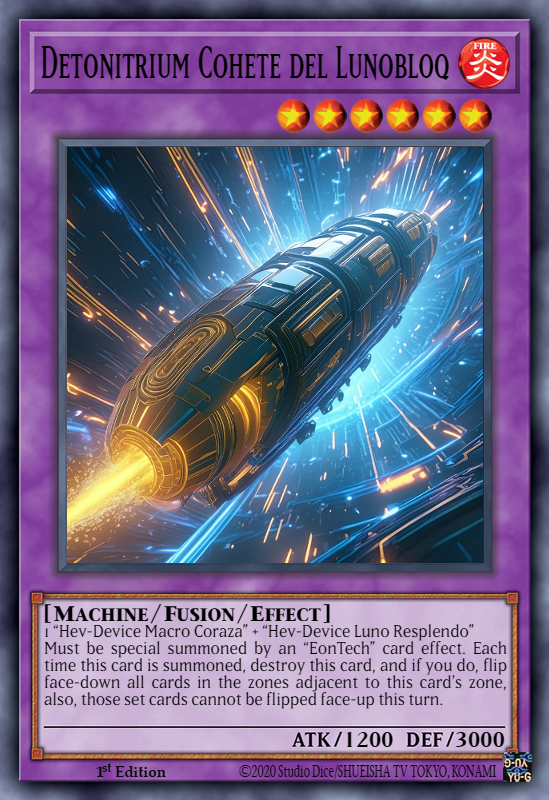 Detonitrium Cohete del Lunobloq
FIRE
炎
[Machine/Fusion/Effect]
1 “Hev-Device Macro Coraza” + “Hev-Device Luno Resplendo”
Must be special summoned by an “EonTech” card effect. Each
time this card is summoned, destroy this card, and if you do, flip
face-down all cards in the zones adjacent to this card’s zone,
also, those set cards cannot be flipped face-up this turn.
ATK/1200 DEF/3000
1st Edition
©2020 Studio Dice/SHUEISHA TV TOKYO, KONAMI
YU-G
YU-G